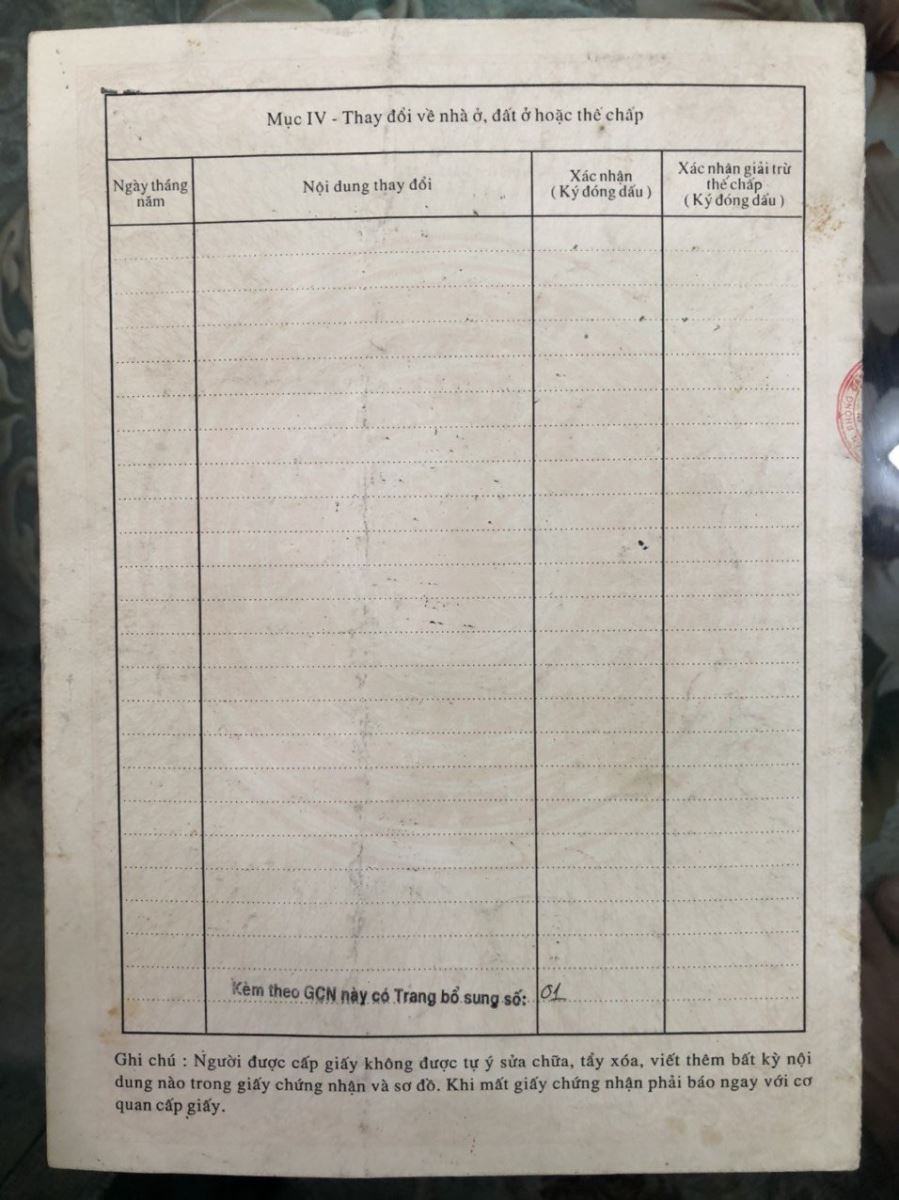 Mục IV - Thay đổi về nhà ở, đất ở hoặc thế chấp
Ngày tháng
năm
Nội dung thay đổi
Xác nhận
( Ký đóng dấu )
Xác nhận giải trừ
thế chấp
( Ký đóng dấu )
Kèm theo GCN này có Trang bổ sung số: 01
Ghi chú : Người được cấp giấy không được tự ý sửa chữa, tẩy xóa, viết thêm bất kỳ nội
dung nào trong giấy chứng nhận và sơ đồ. Khi mất giấy chứng nhận phải báo ngay với cơ
quan cấp giấy.
PHÒNG